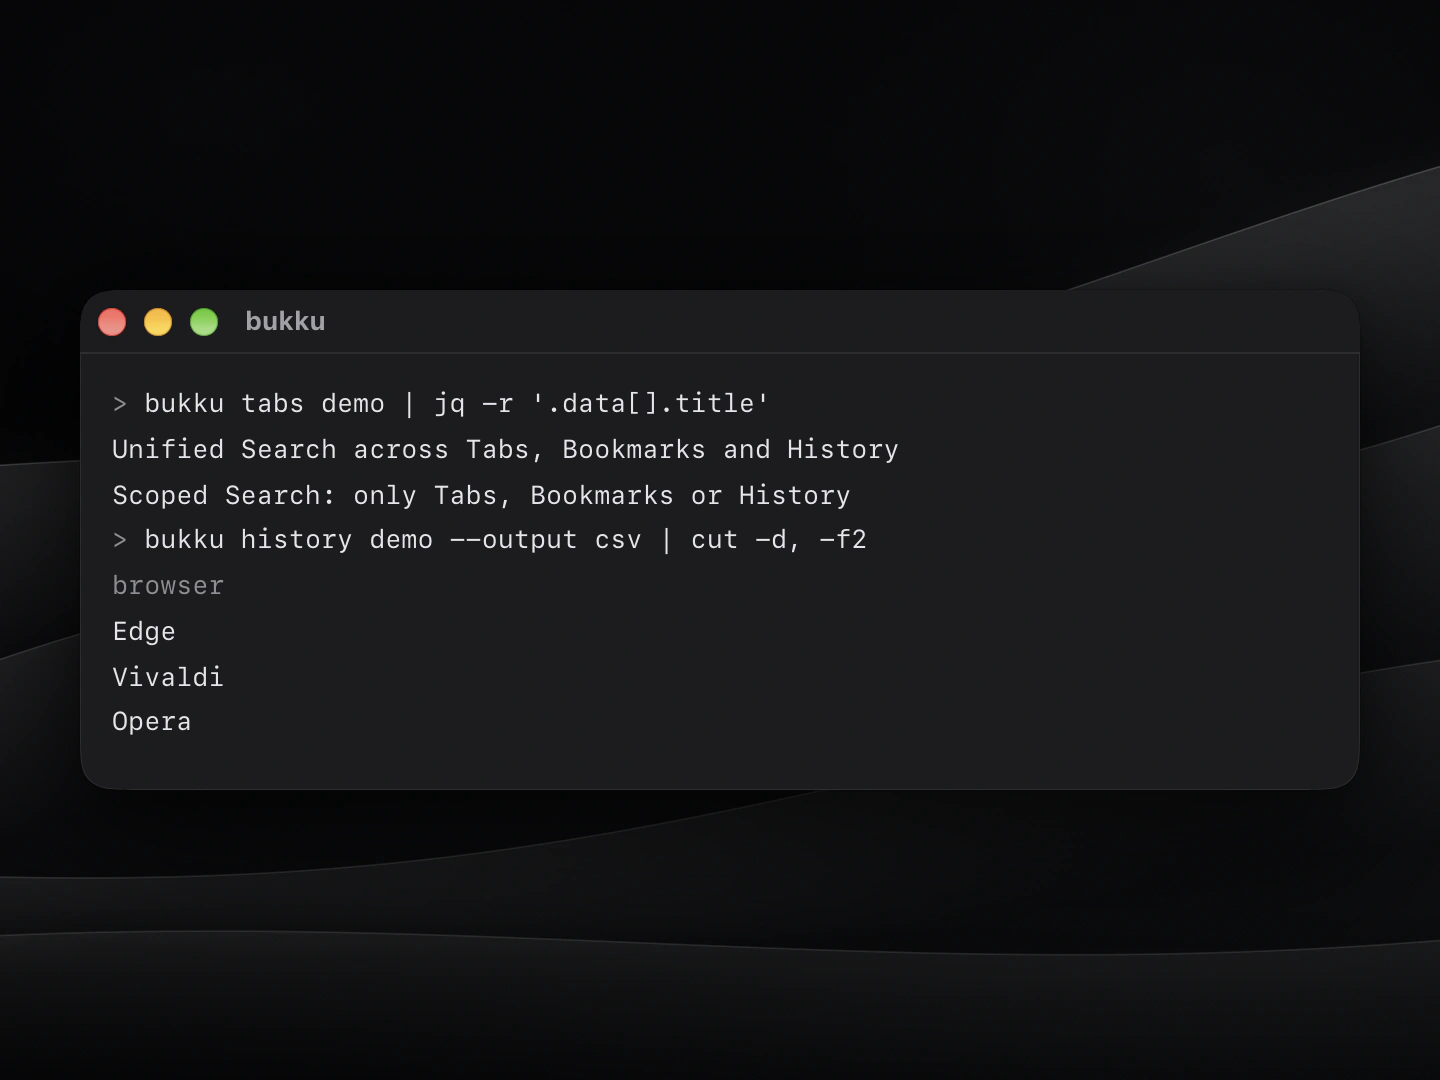 bukku
> bukku tabs demo | jq -r '.data[].title'
Unified Search across Tabs, Bookmarks and History
Scoped Search: only Tabs, Bookmarks or History
> bukku history demo --output csv | cut -d, -f2
browser
Edge
Vivaldi
Opera